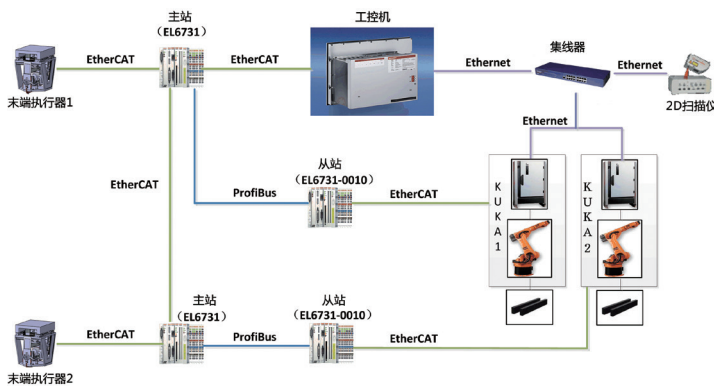 主站
（EL6731）
工控机
集线器
EtherCAT
EtherCAT
Ethernet
Ethernet
末端执行器1
2D扫描仪
Ethernet
EtherCAT
从站
（EL6731-0010）
ProfiBus
EtherCAT
KUKA1
KUKA2
主站
（EL6731）
从站
（EL6731-0010）
EtherCAT
ProfiBus
EtherCAT
末端执行器2